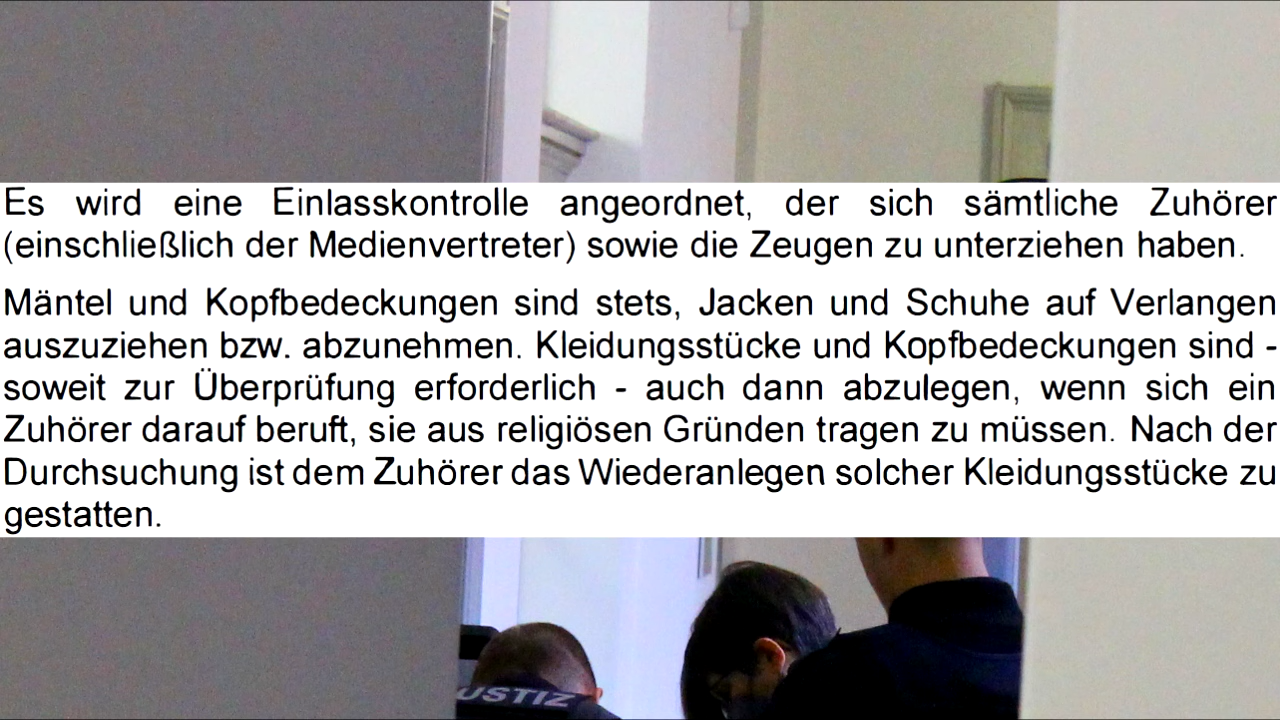 Es wird eine Einlasskontrolle angeordnet, der sich sämtliche Zuhörer
(einschließlich der Medienvertreter) sowie die Zeugen zu unterziehen haben.
Mäntel und Kopfbedeckungen sind stets, Jacken und Schuhe auf Verlangen
auszuziehen bzw. abzunehmen. Kleidungsstücke und Kopfbedeckungen sind -
soweit zur Überprüfung erforderlich - auch dann abzulegen, wenn sich ein
Zuhörer darauf beruft, sie aus religiösen Gründen tragen zu müssen. Nach der
Durchsuchung ist dem Zuhörer das Wiederanlegen solcher Kleidungsstücke zu
gestatten.
USTIZ